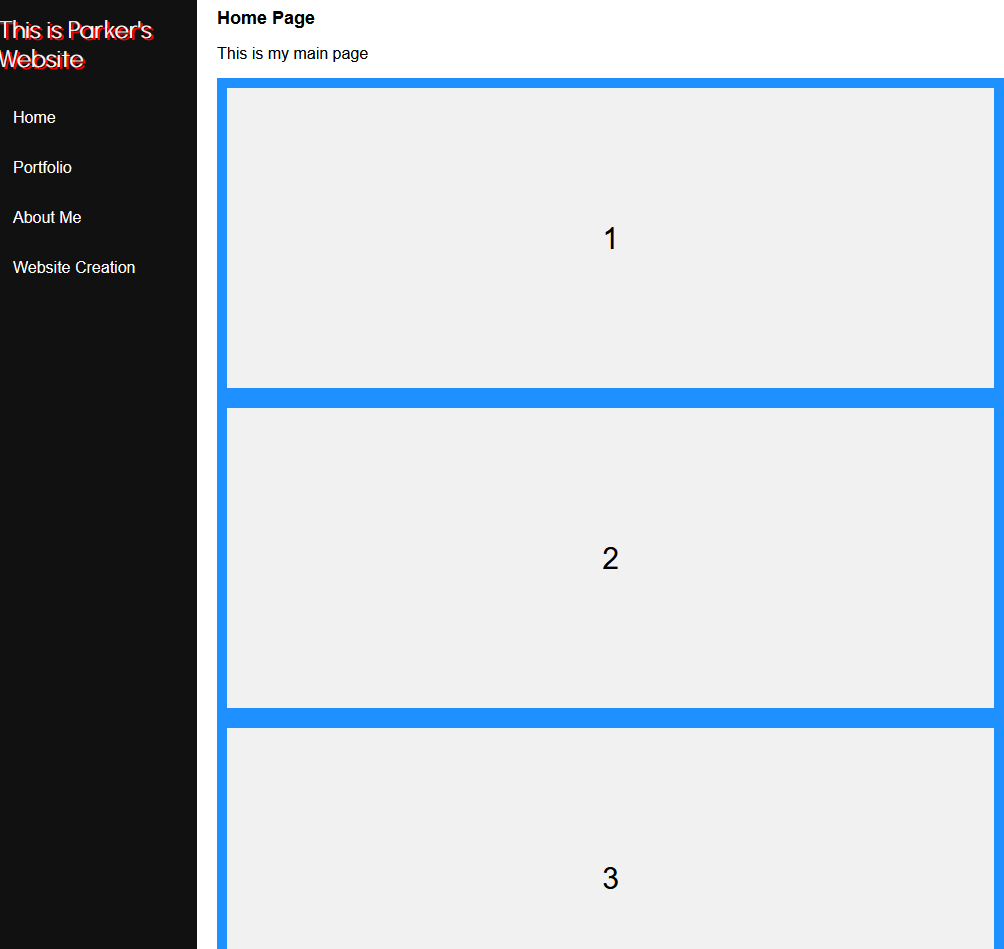 This is Parker's
Website
Home
Portfolio
About Me
Website Creation
Home Page
This is my main page
1
2
3